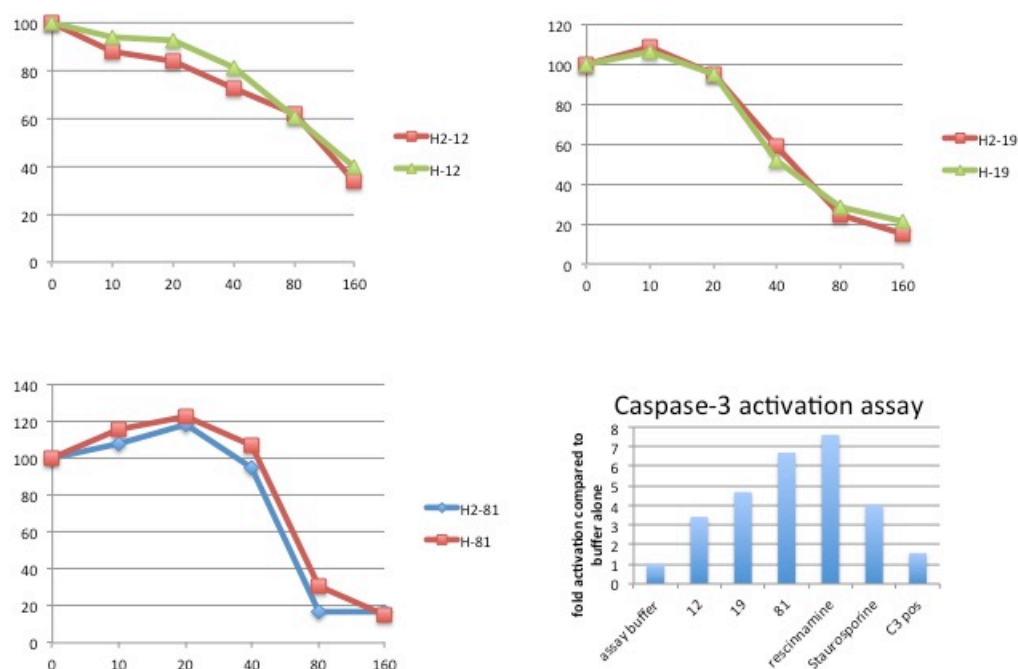 100
80
60
40
20
0
0 10 20 40 80 160
H2-12
H-12
120
100
80
60
40
20
0
0 10 20 40 80 160
H2-19
H-19
140
120
100
80
60
40
20
0
0 10 20 40 80 160
H2-81
H-81
Caspase-3 activation assay
fold activation compared to
buffer alone
8
7
6
5
4
3
2
1
0
assay buffer
12
19
81
rescinnamine
Staurosporine
C3 pos